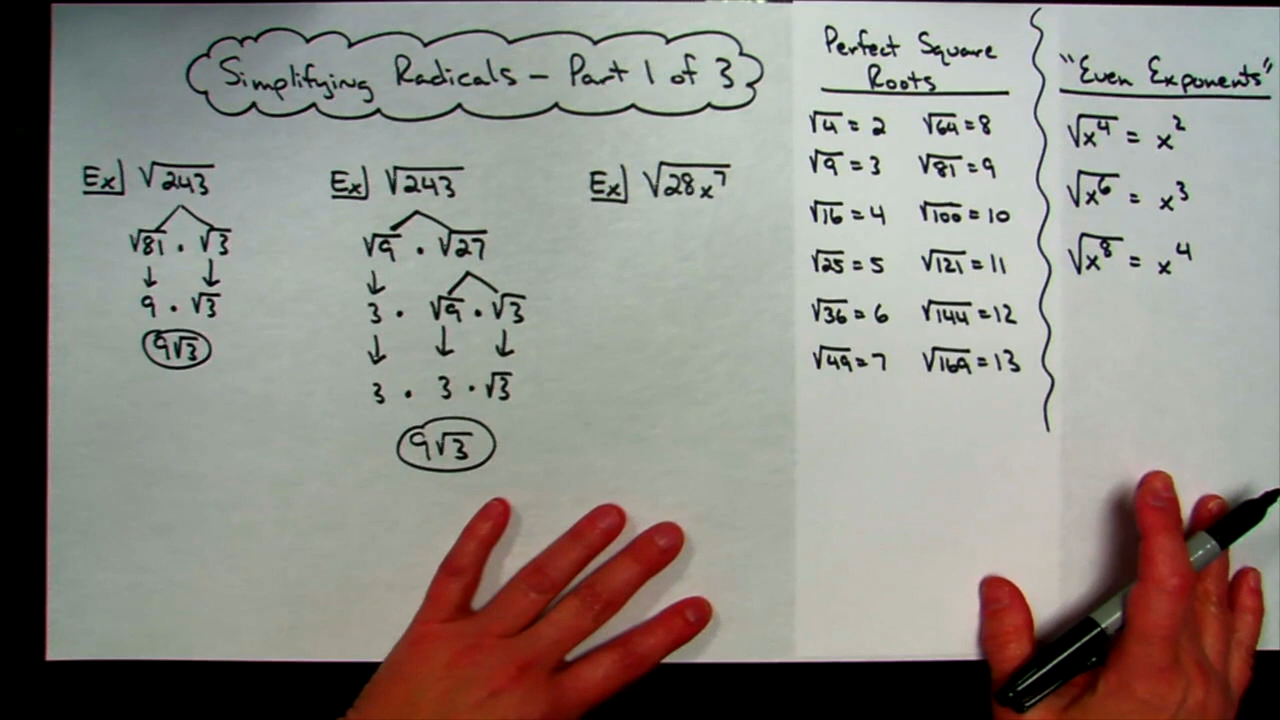 Simplifying Radicals - Part 1 of 3
Ex] √243
√81 · √3
↓ ↓
9 · √3
9√3
Ex] √243
√9 · √27
↓
3 · √9 · √3
↓ ↓ ↓
3 · 3 · √3
9√3
Ex] √28x⁷
Perfect Square
Roots
√4 = 2 √64 = 8
√9 = 3 √81 = 9
√16 = 4 √100 = 10
√25 = 5 √121 = 11
√36 = 6 √144 = 12
√49 = 7 √169 = 13
"Even Exponents"
√x⁴ = x²
√x⁶ = x³
√x⁸ = x⁴